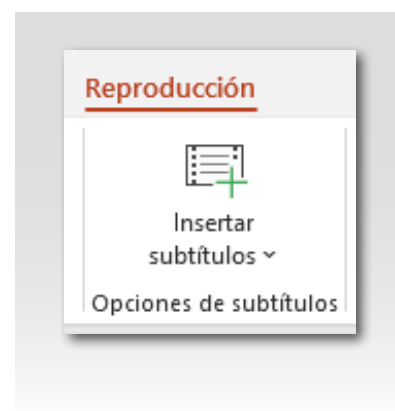 Reproducción
Insertar
subtítulos
Opciones de subtítulos